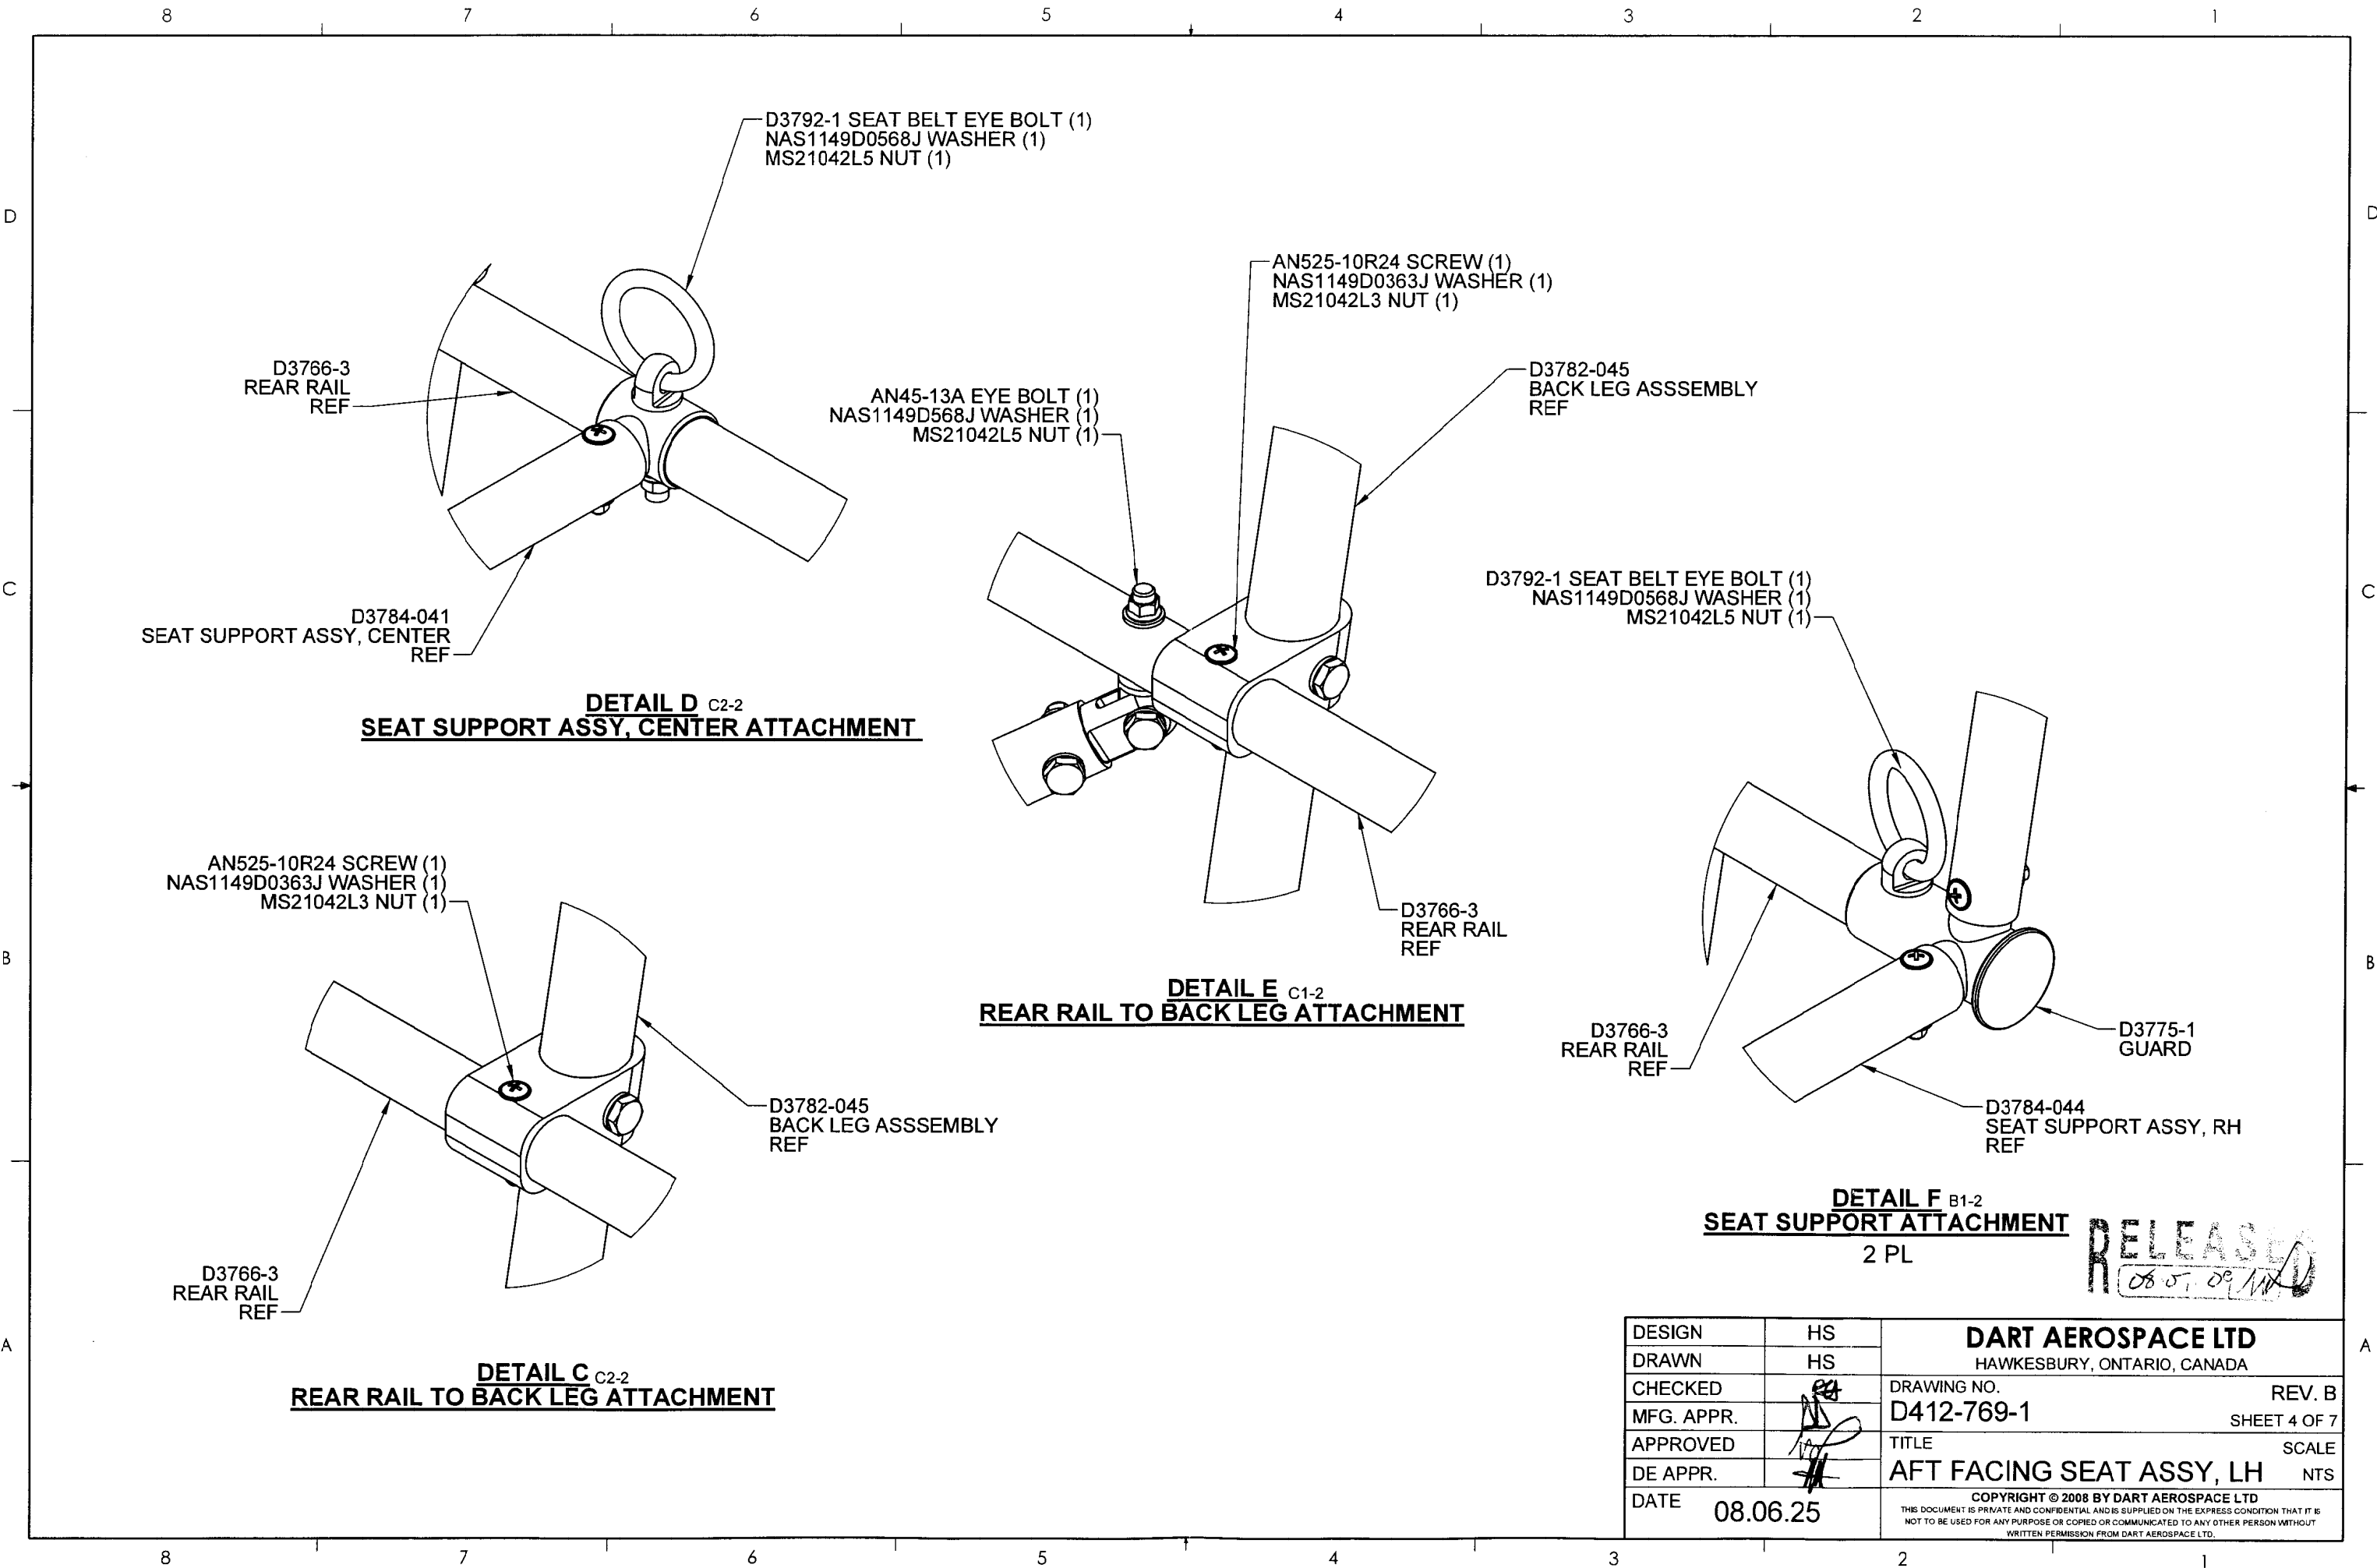 8 7 6 5 4 3 2 1
D D
D3792-1 SEAT BELT EYE BOLT (1)
NAS1149D0568J WASHER (1)
MS21042L5 NUT (1)
D3766-3
REAR RAIL
REF
D3784-041
SEAT SUPPORT ASSY, CENTER
REF
DETAIL D C2-2
SEAT SUPPORT ASSY, CENTER ATTACHMENT
AN525-10R24 SCREW (1)
NAS1149D0363J WASHER (1)
MS21042L3 NUT (1)
AN45-13A EYE BOLT (1)
NAS1149D568J WASHER (1)
MS21042L5 NUT (1)
D3782-045
BACK LEG ASSSEMBLY
REF
D3766-3
REAR RAIL
REF
DETAIL E C1-2
REAR RAIL TO BACK LEG ATTACHMENT
C C
D3792-1 SEAT BELT EYE BOLT (1)
NAS1149D0568J WASHER (1)
MS21042L5 NUT (1)
D3766-3
REAR RAIL
REF
D3775-1
GUARD
D3784-044
SEAT SUPPORT ASSY, RH
REF
DETAIL F B1-2
SEAT SUPPORT ATTACHMENT
2 PL
B B
AN525-10R24 SCREW (1)
NAS1149D0363J WASHER (1)
MS21042L3 NUT (1)
D3782-045
BACK LEG ASSSEMBLY
REF
D3766-3
REAR RAIL
REF
DETAIL C C2-2
REAR RAIL TO BACK LEG ATTACHMENT
RELEASED
A A
DESIGN HS
DRAWN HS
CHECKED
MFG. APPR.
APPROVED
DE APPR.
DATE 08.06.25
DART AEROSPACE LTD
HAWKESBURY, ONTARIO, CANADA
DRAWING NO. REV. B
D412-769-1 SHEET 4 OF 7
TITLE SCALE
AFT FACING SEAT ASSY, LH NTS
COPYRIGHT © 2008 BY DART AEROSPACE LTD
THIS DOCUMENT IS PRIVATE AND CONFIDENTIAL AND IS SUPPLIED ON THE EXPRESS CONDITION THAT IT IS
NOT TO BE USED FOR ANY PURPOSE OR COPIED OR COMMUNICATED TO ANY OTHER PERSON WITHOUT
WRITTEN PERMISSION FROM DART AEROSPACE LTD.
8 7 6 5 4 3 2 1